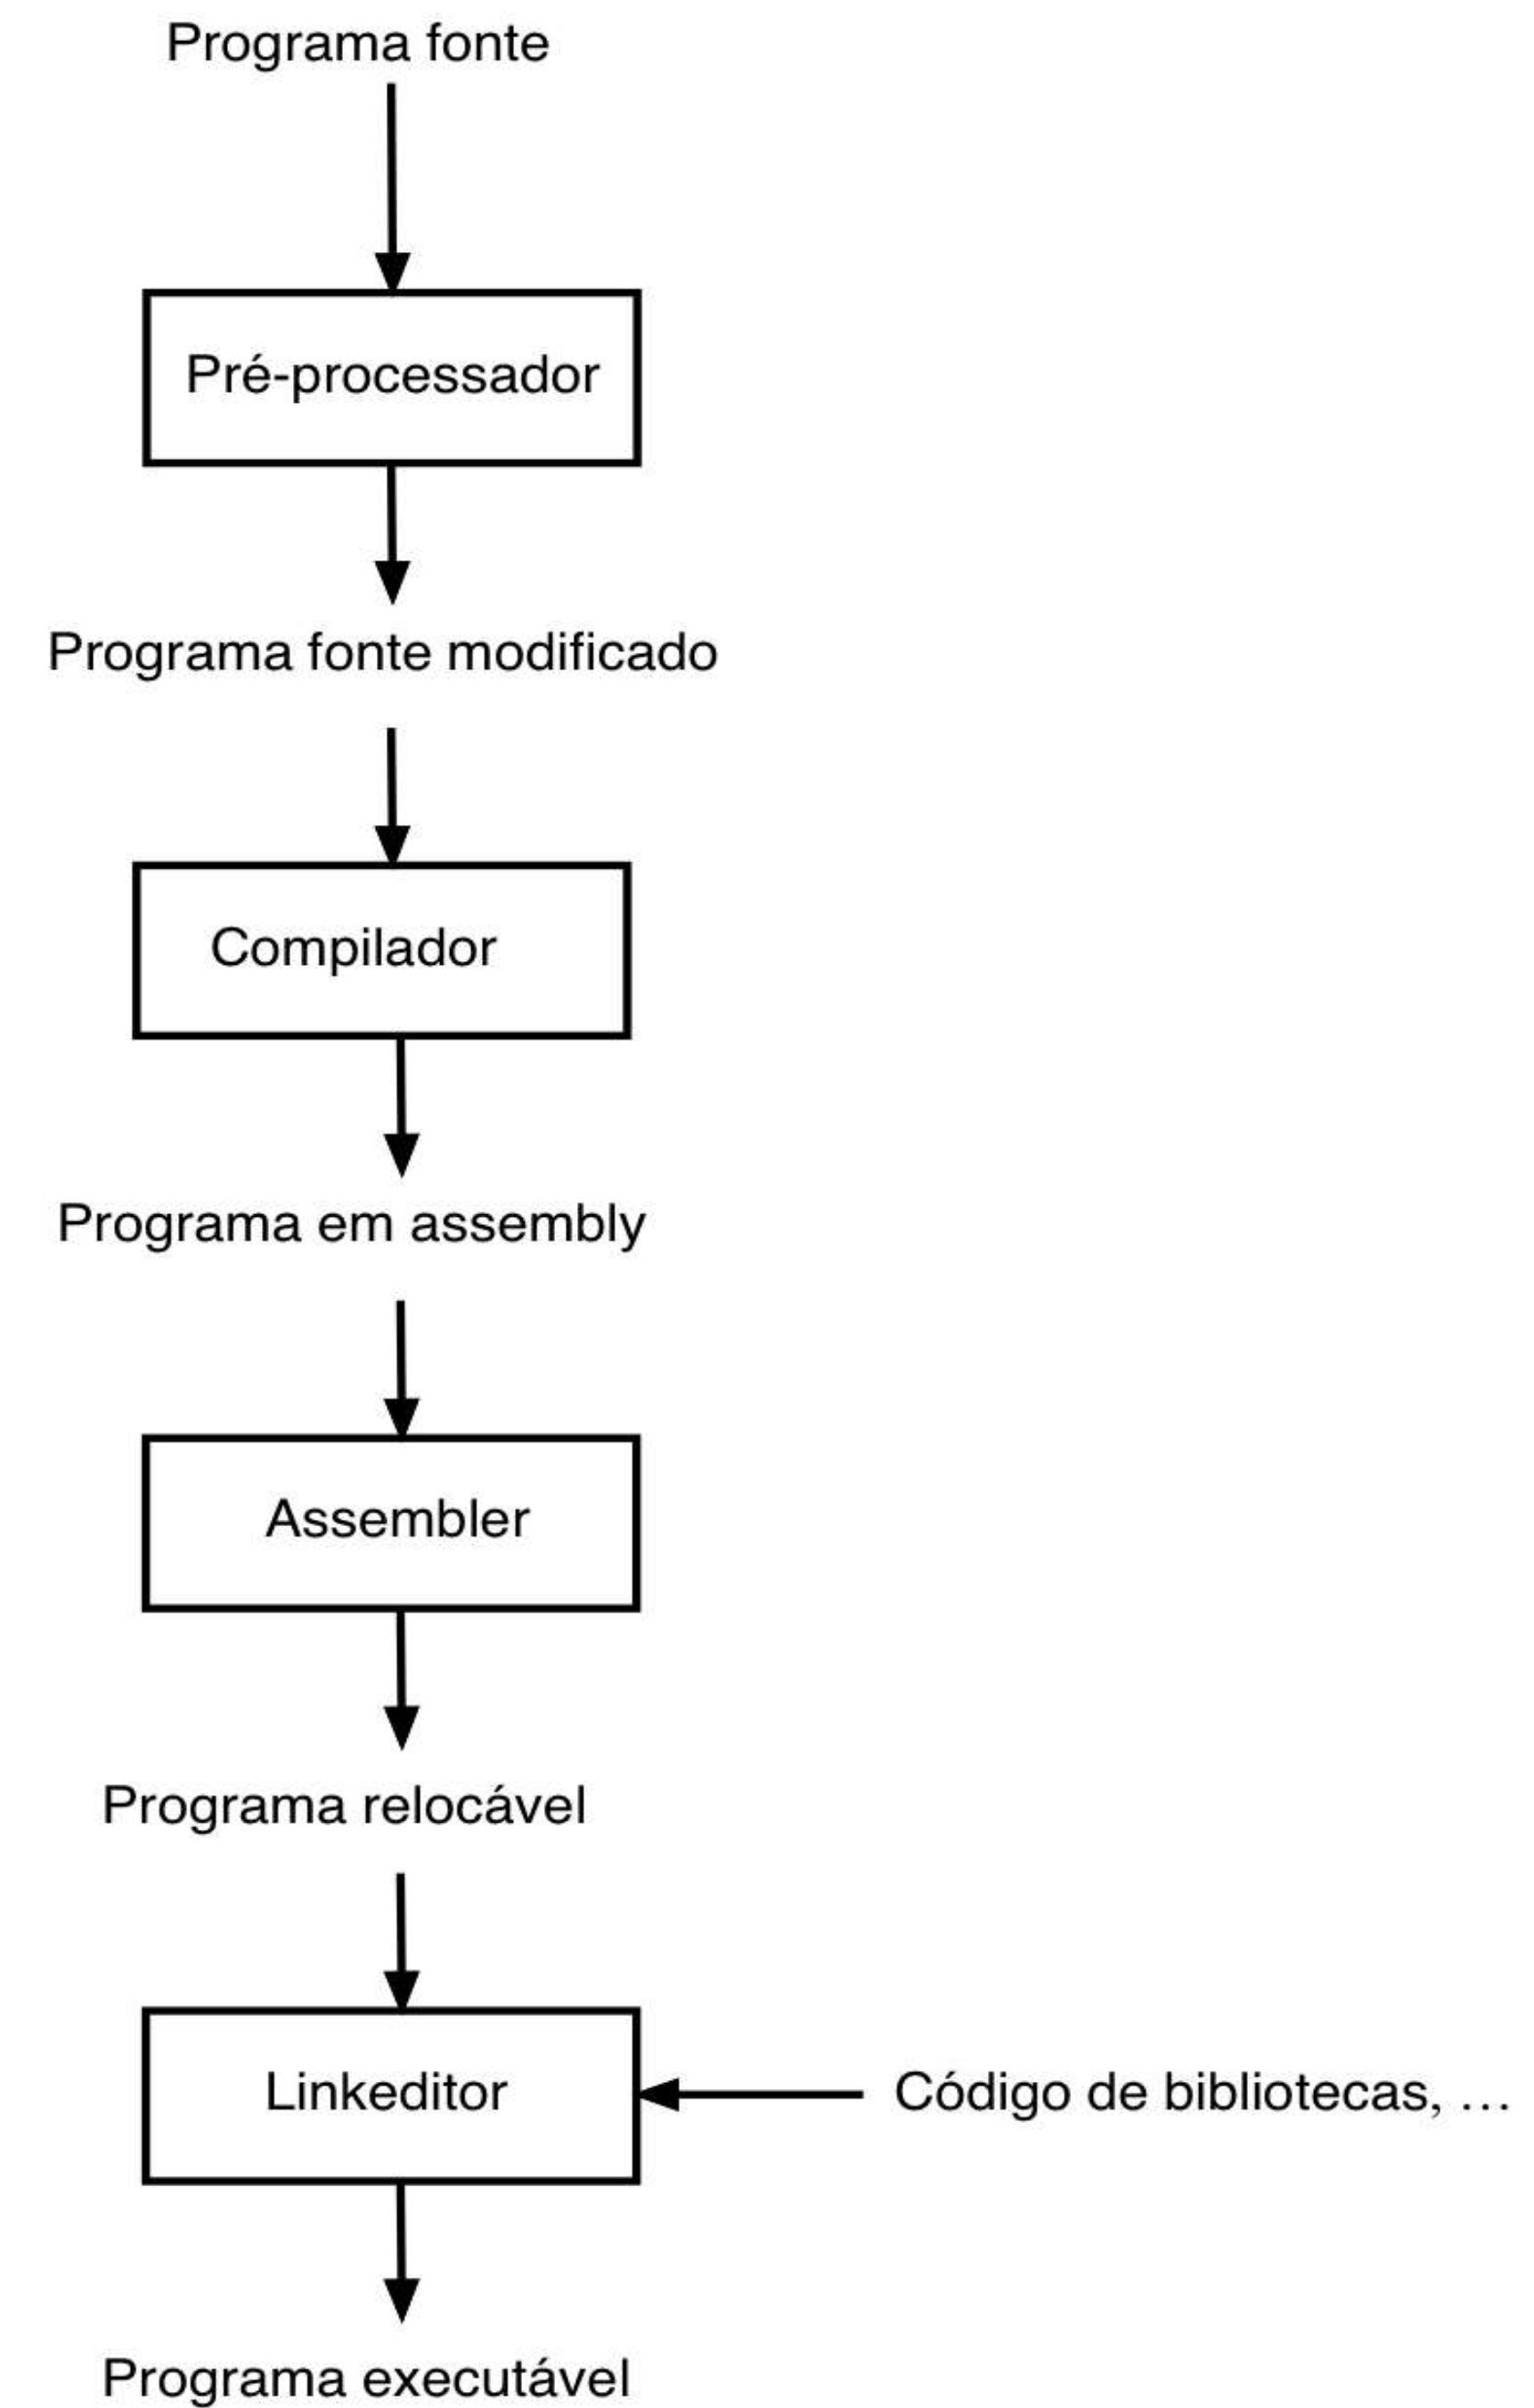 Programa fonte
Pré-processador
Programa fonte modificado
Compilador
Programa em assembly
Assembler
Programa relocável
Linkeditor
Código de bibliotecas, …
Programa executável